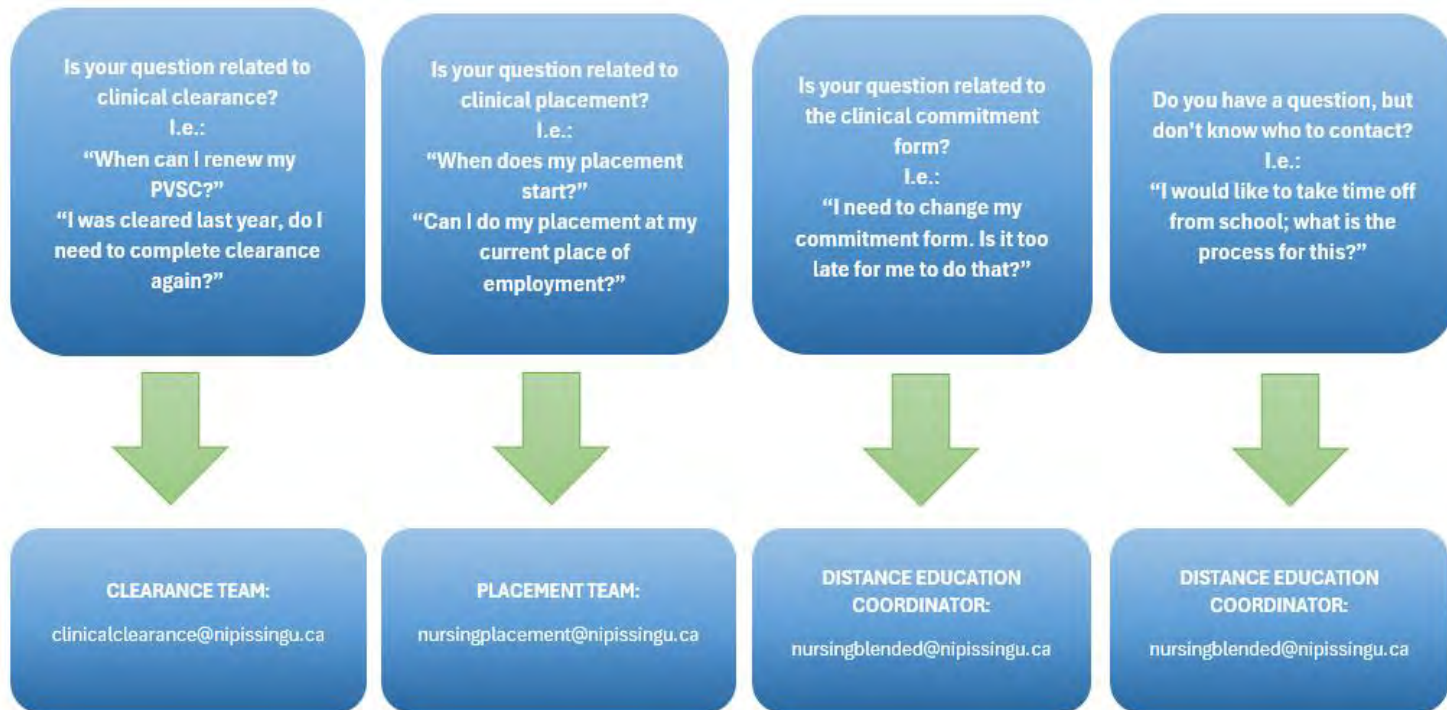 Is your question related to
clinical clearance?
I.e.:
“When can I renew my
PVSC?”
“I was cleared last year, do I
need to complete clearance
again?”
Is your question related to
clinical placement?
I.e.:
“When does my placement
start?”
“Can I do my placement at my
current place of
employment?”
Is your question related to
the clinical commitment
form?
I.e.:
“I need to change my
commitment form. Is it too
late for me to do that?”
Do you have a question, but
don’t know who to contact?
I.e.:
“I would like to take time off
from school; what is the
process for this?”
CLEARANCE TEAM:
clinicalclearance@nipissingu.ca
PLACEMENT TEAM:
nursingplacement@nipissingu.ca
DISTANCE EDUCATION
COORDINATOR:
nursingblended@nipissingu.ca
DISTANCE EDUCATION
COORDINATOR:
nursingblended@nipissingu.ca